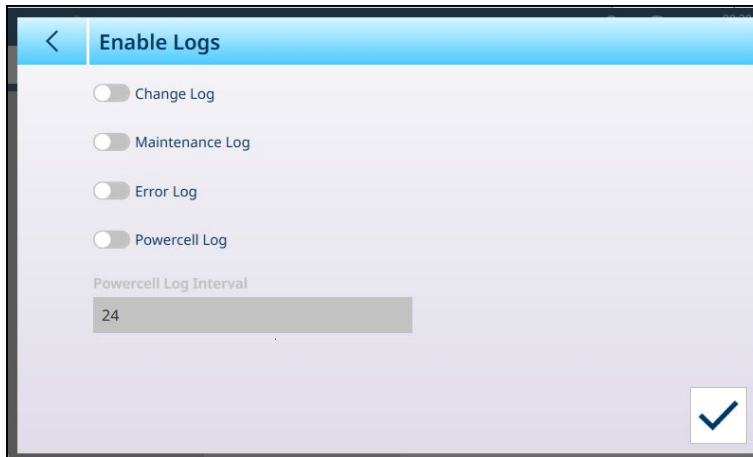 Enable Logs
Change Log
Maintenance Log
Error Log
Powercell Log
Powercell Log Interval
24